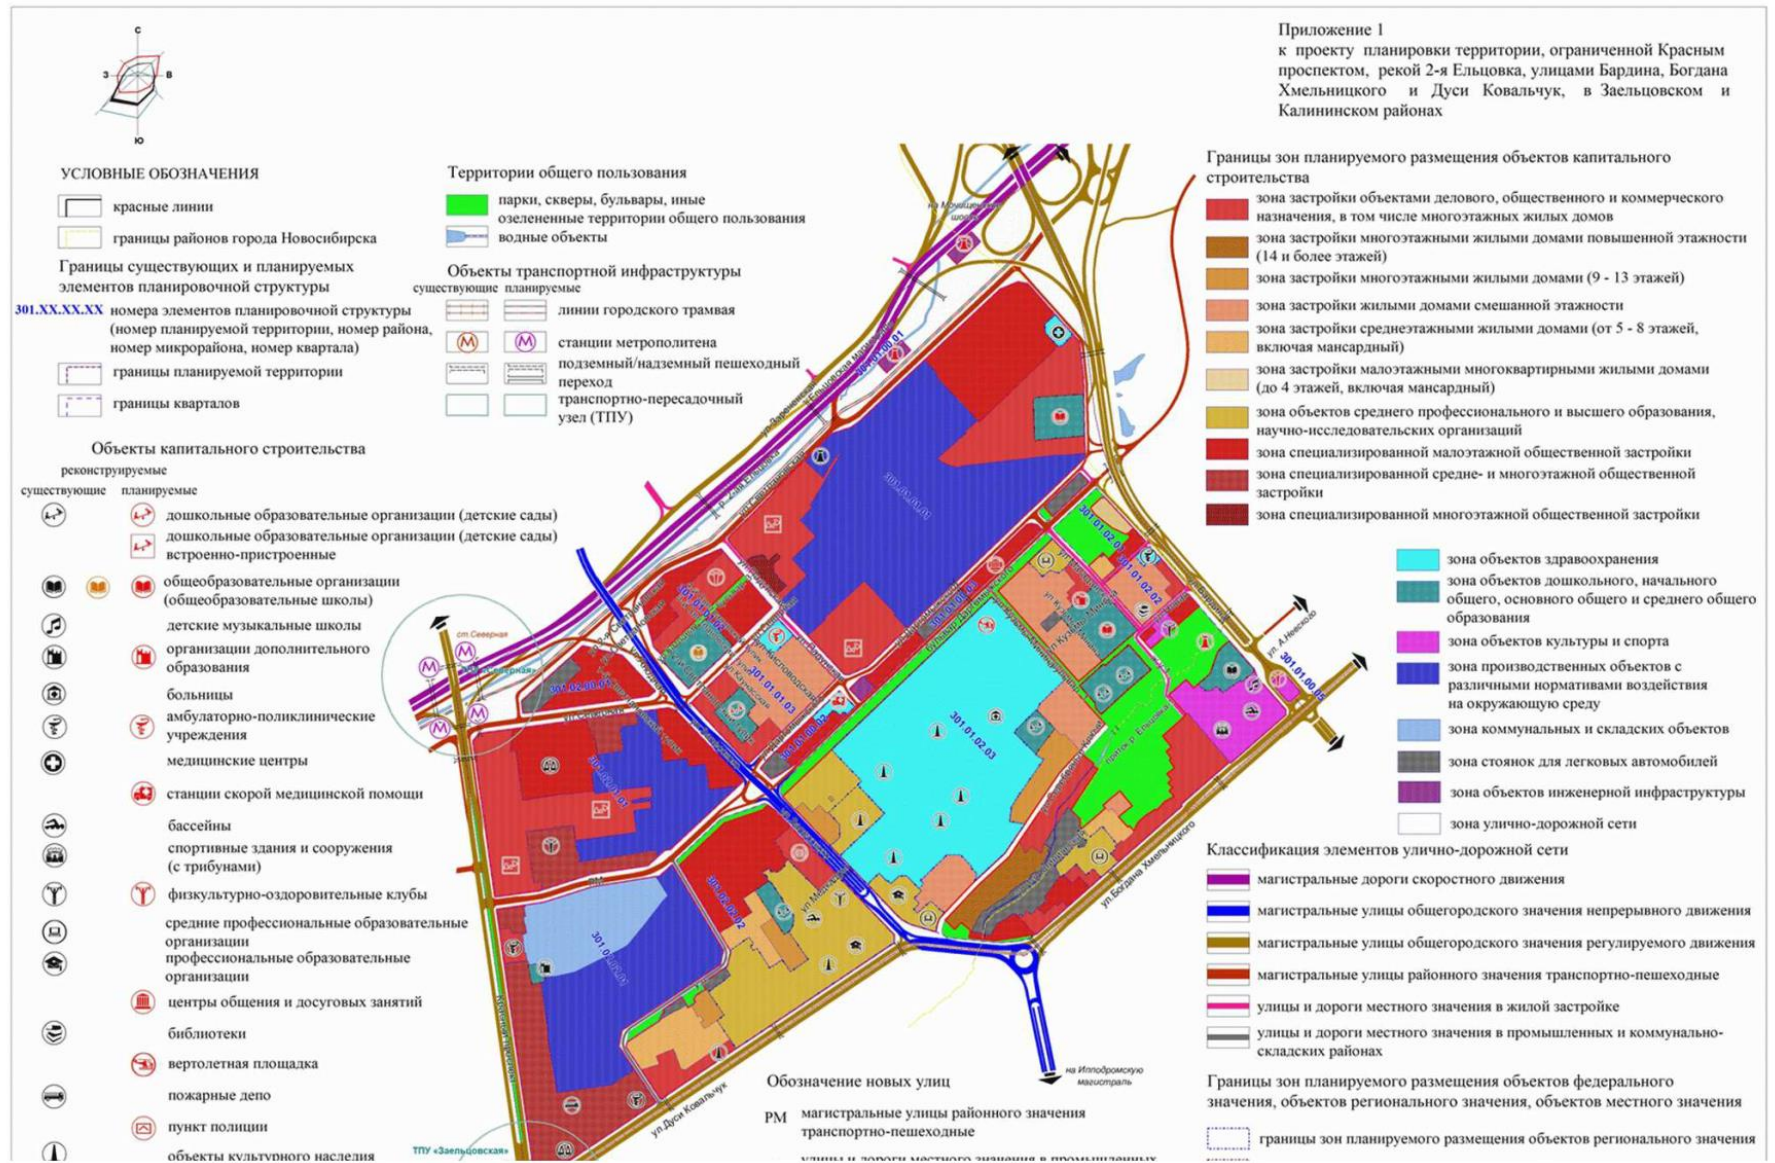 С
З
В
Ю
Приложение 1
к проекту планировки территории, ограниченной Красным
проспектом, рекой 2-я Ельцовка, улицами Бардина, Богдана
Хмельницкого и Дуси Ковальчук, в Заельцовском и
Калининском районах
УСЛОВНЫЕ ОБОЗНАЧЕНИЯ
красные линии
границы районов города Новосибирска
Границы существующих и планируемых
элементов планировочной структуры
301.XX.XX.XX номера элементов планировочной структуры
(номер планируемой территории, номер района,
номер микрорайона, номер квартала)
границы планируемой территории
границы кварталов
Территории общего пользования
парки, скверы, бульвары, иные
озелененные территории общего пользования
водные объекты
Объекты транспортной инфраструктуры
существующие планируемые
линии городского трамвая
станции метрополитена
подземный/надземный пешеходный
переход
транспортно-пересадочный
узел (ТПУ)
Объекты капитального строительства
реконструируемые
существующие планируемые
дошкольные образовательные организации (детские сады)
дошкольные образовательные организации (детские сады)
встроенно-пристроенные
общеобразовательные организации
(общеобразовательные школы)
детские музыкальные школы
организации дополнительного
образования
больницы
амбулаторно-поликлинические
учреждения
медицинские центры
станции скорой медицинской помощи
бассейны
спортивные здания и сооружения
(с трибунами)
физкультурно-оздоровительные клубы
средние профессиональные образовательные
организации
профессиональные образовательные
организации
центры общения и досуговых занятий
библиотеки
вертолетная площадка
пожарные депо
пункт полиции
объекты культурного наследия
Границы зон планируемого размещения объектов капитального
строительства
зона застройки объектами делового, общественного и коммерческого
назначения, в том числе многоэтажных жилых домов
зона застройки многоэтажными жилыми домами повышенной этажности
(14 и более этажей)
зона застройки многоэтажными жилыми домами (9 - 13 этажей)
зона застройки жилыми домами смешанной этажности
зона застройки среднеэтажными жилыми домами (от 5 - 8 этажей,
включая мансардный)
зона застройки малоэтажными многоквартирными жилыми домами
(до 4 этажей, включая мансардный)
зона объектов среднего профессионального и высшего образования,
научно-исследовательских организаций
зона специализированной малоэтажной общественной застройки
зона специализированной средне- и многоэтажной общественной
застройки
зона специализированной многоэтажной общественной застройки
зона объектов здравоохранения
зона объектов дошкольного, начального
общего, основного общего и среднего общего
образования
зона объектов культуры и спорта
зона производственных объектов с
различными нормативами воздействия
на окружающую среду
зона коммунальных и складских объектов
зона стоянок для легковых автомобилей
зона объектов инженерной инфраструктуры
зона улично-дорожной сети
Классификация элементов улично-дорожной сети
магистральные дороги скоростного движения
магистральные улицы общегородского значения непрерывного движения
магистральные улицы общегородского значения регулируемого движения
магистральные улицы районного значения транспортно-пешеходные
улицы и дороги местного значения в жилой застройке
улицы и дороги местного значения в промышленных и коммунально-
складских районах
Границы зон планируемого размещения объектов федерального
значения, объектов регионального значения, объектов местного значения
границы зон планируемого размещения объектов регионального значения
ст.Северная
301.01.00.01
301.01.01.01
301.01.01.03
301.01.02.02
301.01.02.03
301.01.00.05
ул. А.Невского
ул.Богдана Хмельницкого
ул.Дуси Ковальчук
на Ипподромскую
магистраль
ТПУ «Заельцовская»
Обозначение новых улиц
РМ магистральные улицы районного значения
транспортно-пешеходные
улицы и дороги местного значения в промышленных